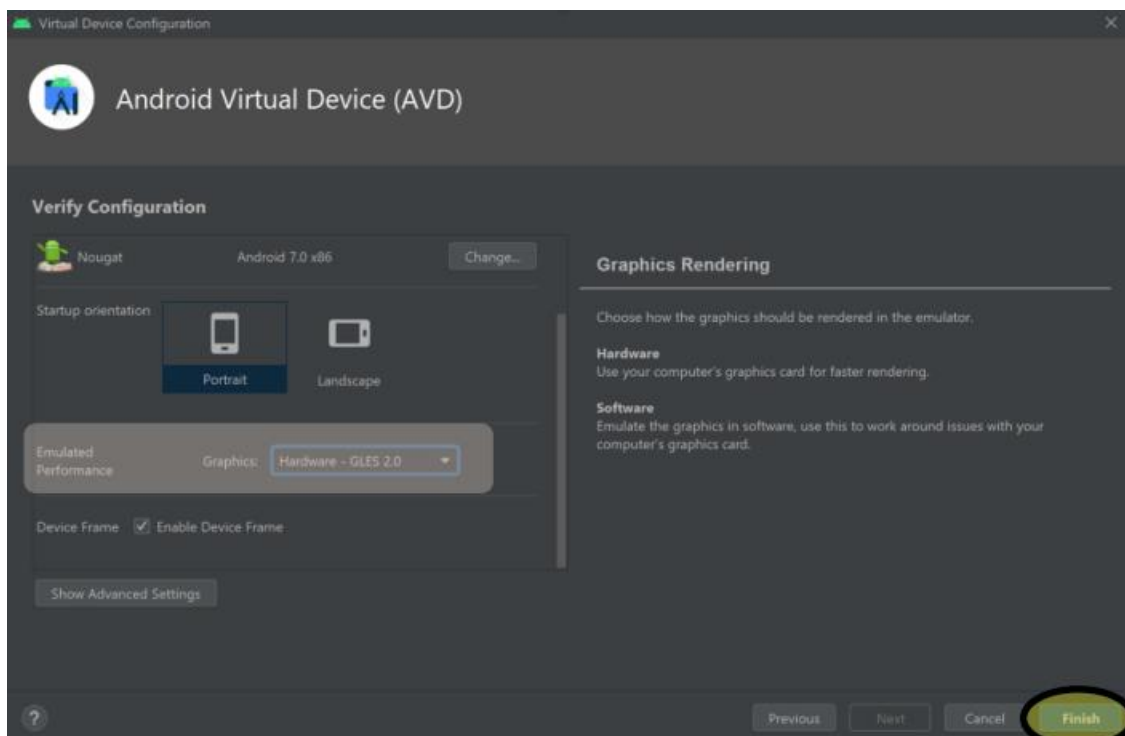 Virtual Device Configuration
Android Virtual Device (AVD)
Verify Configuration
Nougat Android 7.0 x86 Change...
Startup orientation
Portrait Landscape
Emulated
Performance
Graphics: Hardware - GLES 2.0
Device Frame Enable Device Frame
Show Advanced Settings
Graphics Rendering
Choose how the graphics should be rendered in the emulator.
Hardware
Use your computer's graphics card for faster rendering.
Software
Emulate the graphics in software, use this to work around issues with your
computer's graphics card.
? Previous Next Cancel Finish